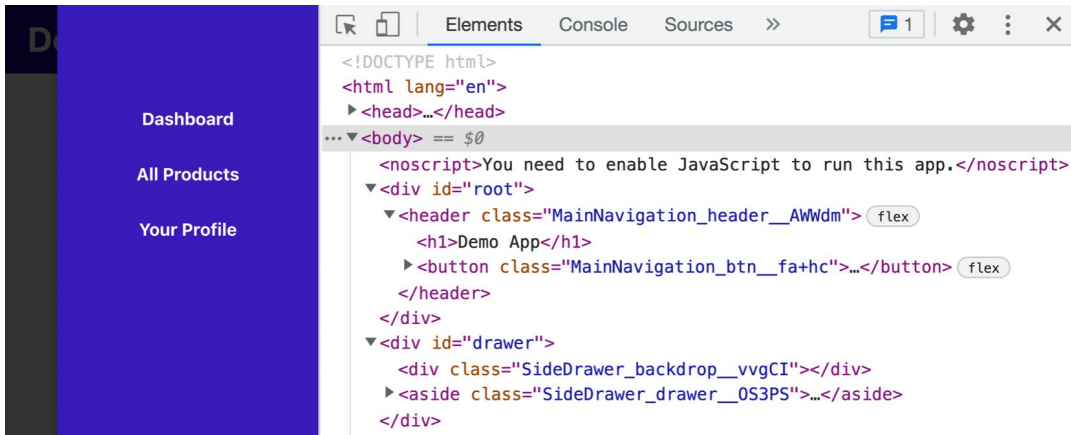 De
Dashboard
All Products
Your Profile
Elements Console Sources » 1
<!DOCTYPE html>
<html lang="en">
▶<head>…</head>
••• ▼<body> == $0
<noscript>You need to enable JavaScript to run this app.</noscript>
▼<div id="root">
▼<header class="MainNavigation_header__AWWdm"> flex
<h1>Demo App</h1>
▶<button class="MainNavigation_btn__fa+hc">…</button> flex
</header>
</div>
▼<div id="drawer">
<div class="SideDrawer_backdrop__vvgCI"></div>
▶<aside class="SideDrawer_drawer__OS3PS">…</aside>
</div>